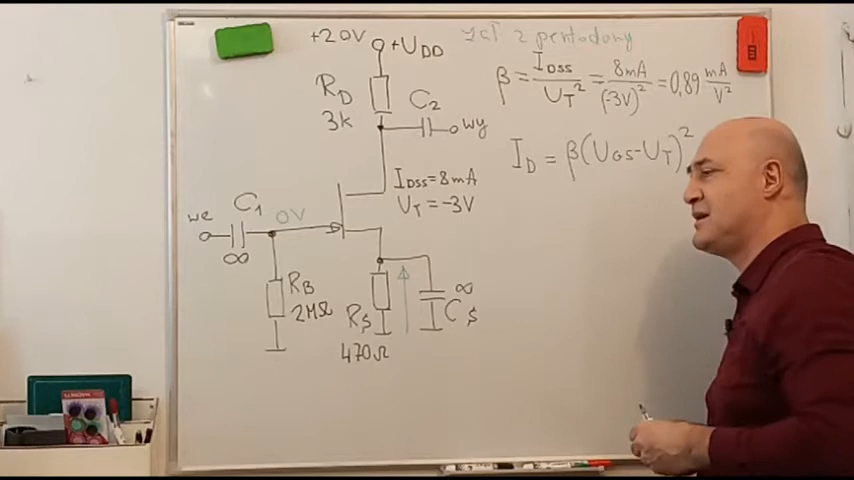 +20V +UDD
RD
3k
C2
wy
IDSS=8mA
UT=-3V
we
C1
∞
0V
RB
2MΩ
RS
470Ω
∞
CS
z pentodamy
β = IDSS / UT² = 8mA / (-3V)² = 0,89 mA / V²
ID = β(UGS-UT)²